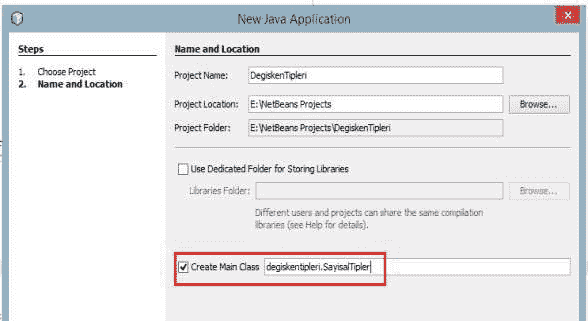 New Java Application
Steps
1. Choose Project
2. Name and Location
Name and Location
Project Name: DegiskenTipleri
Project Location: E:\NetBeans Projects Browse...
Project Folder: E:\NetBeans Projects\DegiskenTipleri
Use Dedicated Folder for Storing Libraries
Libraries Folder: Browse...
Different users and projects can share the same compilation
libraries (see Help for details).
Create Main Class degiskentipleri.SayisalTipler